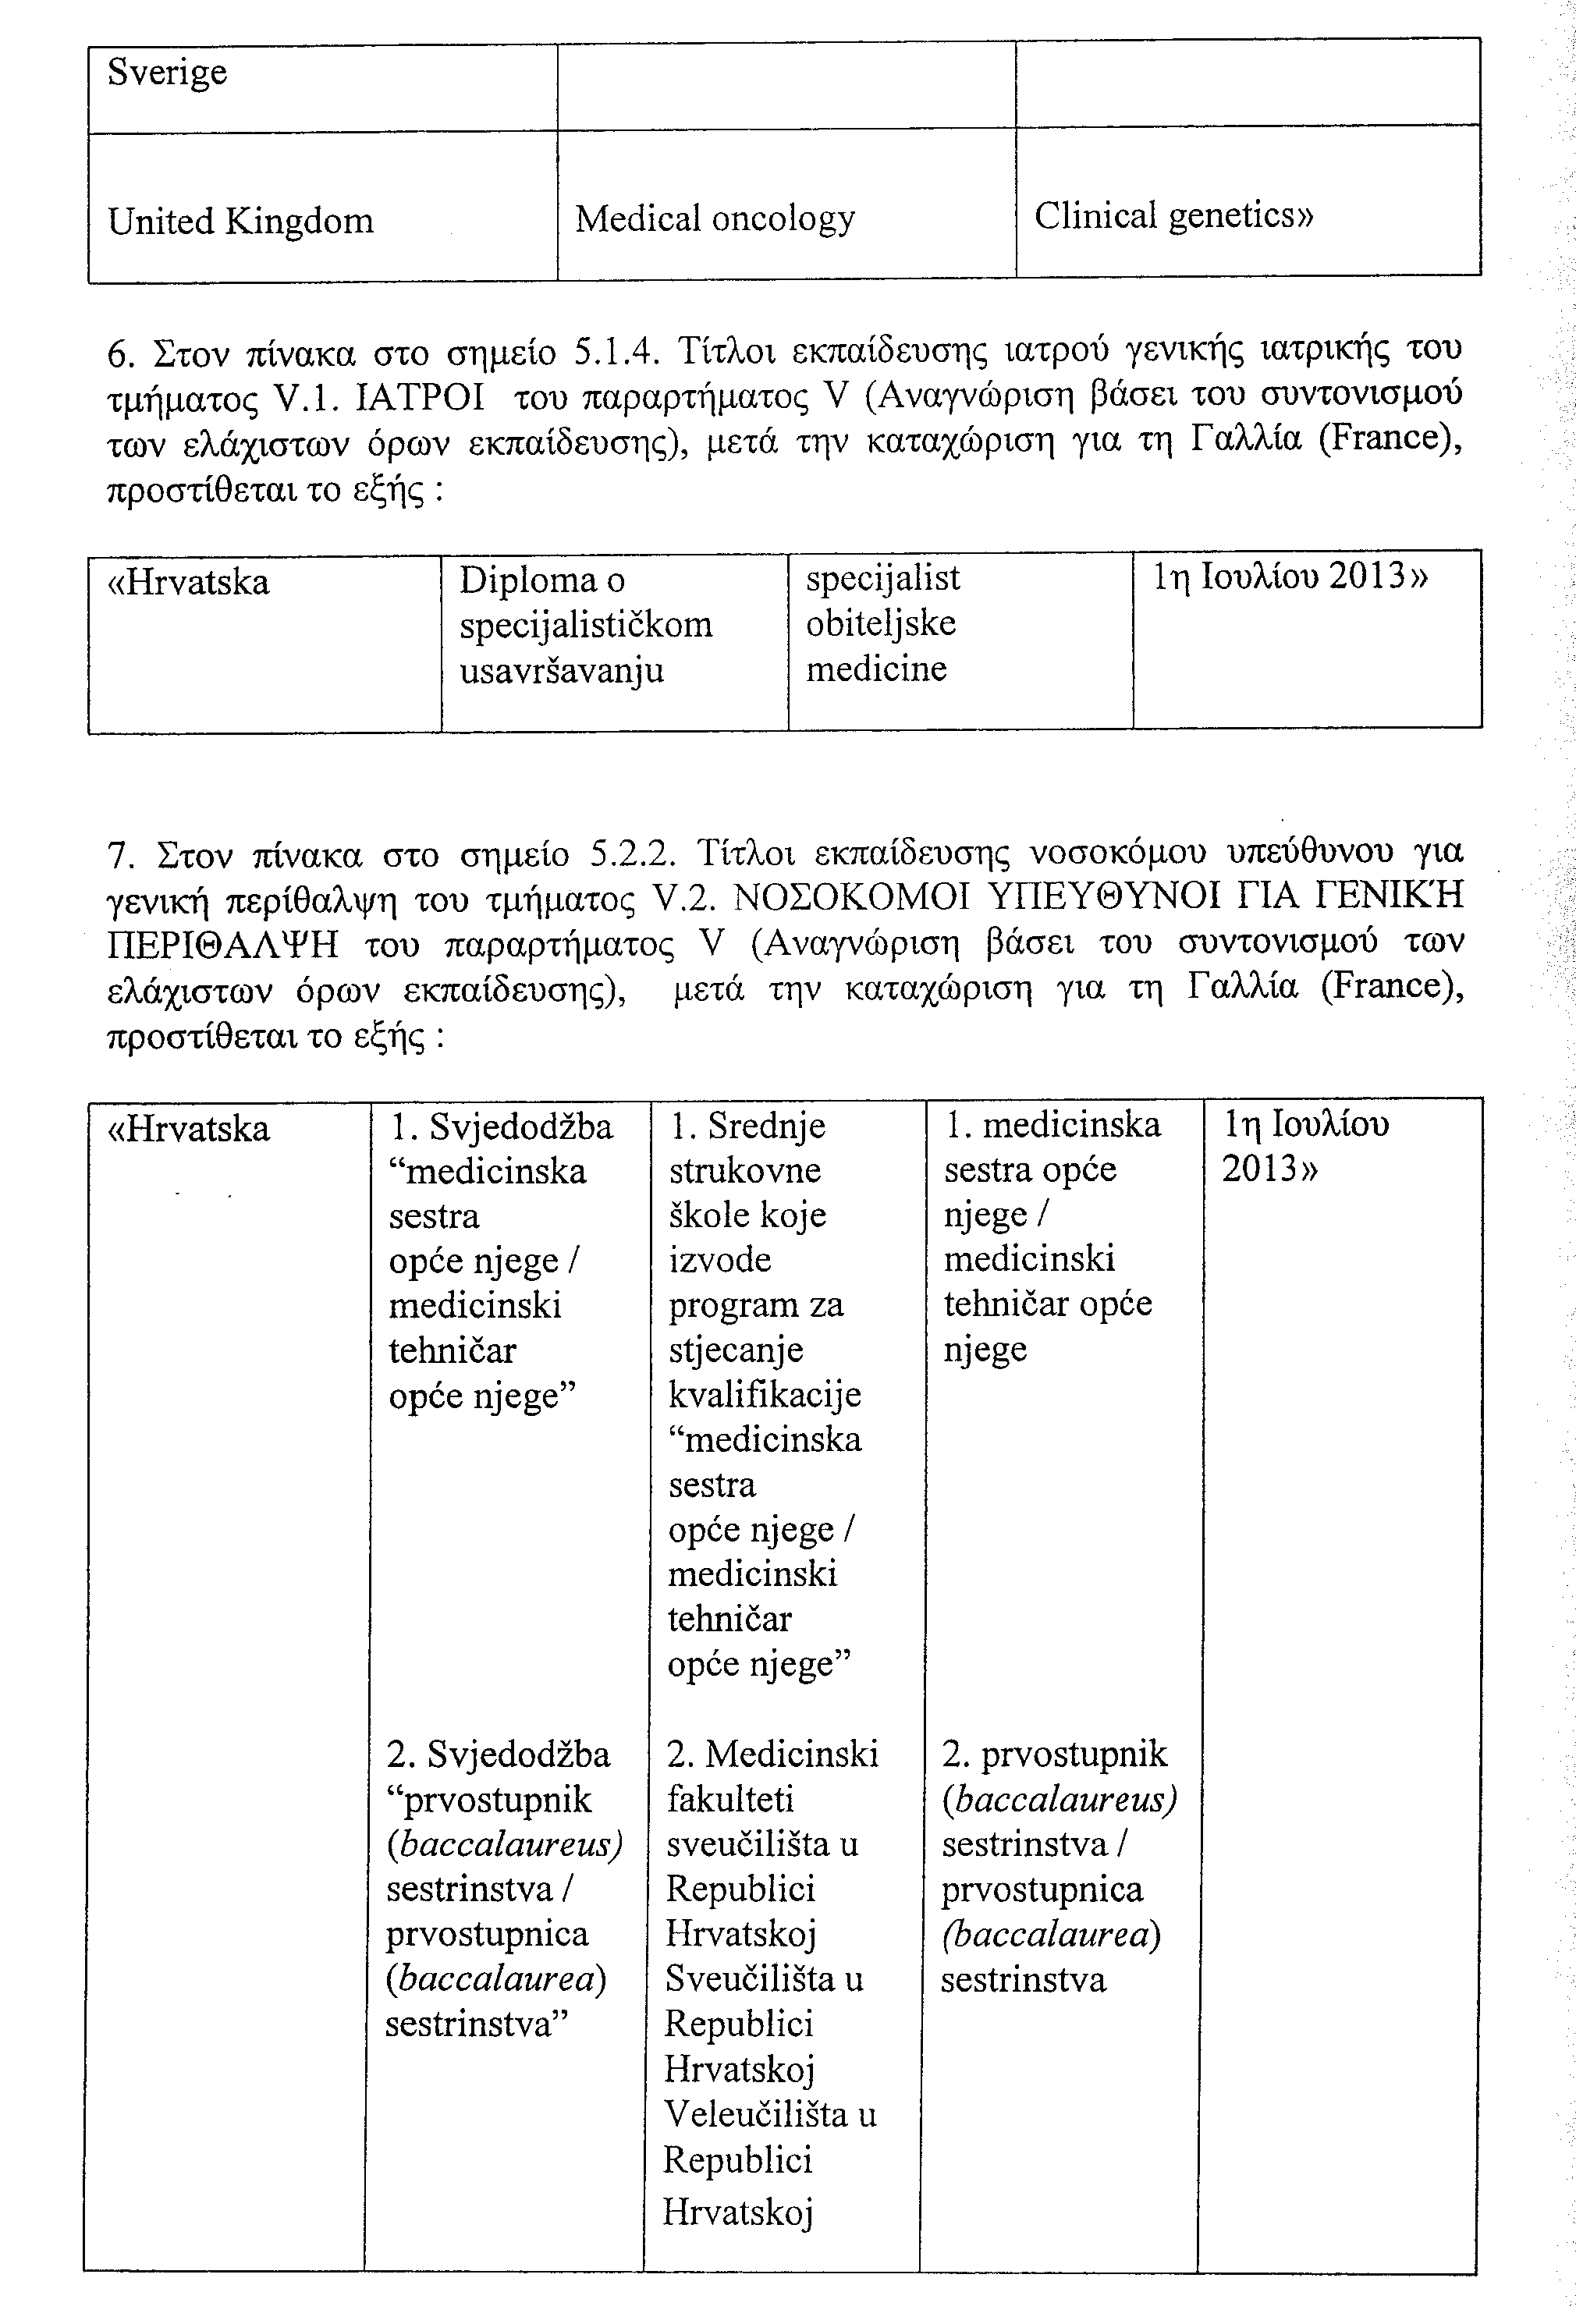 Sverige
United Kingdom
Medical oncology
Clinical genetics»
6. Στον πίνακα στο σημείο 5.1.4. Τίτλοι εκπαίδευσης ιατρού γενικής ιατρικής του
τμήματος V.1. ΙΑΤΡΟΙ του παραρτήματος V (Αναγνώριση βάσει του συντονισμού
των ελάχιστων όρων εκπαίδευσης), μετά την καταχώριση για τη Γαλλία (France),
προστίθεται το εξής :
«Hrvatska
Diploma o
specijalističkom
usavršavanju
specijalist
obiteljske
medicine
1η Ιουλίου 2013»
7. Στον πίνακα στο σημείο 5.2.2. Τίτλοι εκπαίδευσης νοσοκόμου υπεύθυνου για
γενική περίθαλψη του τμήματος V.2. ΝΟΣΟΚΟΜΟΙ ΥΠΕΥΘΥΝΟΙ ΓΙΑ ΓΕΝΙΚΉ
ΠΕΡΙΘΑΛΨΗ του παραρτήματος V (Αναγνώριση βάσει του συντονισμού των
ελάχιστων όρων εκπαίδευσης), μετά την καταχώριση για τη Γαλλία (France),
προστίθεται το εξής :
«Hrvatska
1. Svjedodžba
“medicinska
sestra
opće njege /
medicinski
tehničar
opće njege”
1. Srednje
strukovne
škole koje
izvode
program za
stjecanje
kvalifikacije
“medicinska
sestra
opće njege /
medicinski
tehničar
opće njege”
1. medicinska
sestra opće
njege /
medicinski
tehničar opće
njege
1η Ιουλίου
2013»
2. Svjedodžba
“prvostupnik
(baccalaureus)
sestrinstva /
prvostupnica
(baccalaurea)
sestrinstva”
2. Medicinski
fakulteti
sveučilišta u
Republici
Hrvatskoj
Sveučilišta u
Republici
Hrvatskoj
Veleučilišta u
Republici
Hrvatskoj
2. prvostupnik
(baccalaureus)
sestrinstva /
prvostupnica
(baccalaurea)
sestrinstva